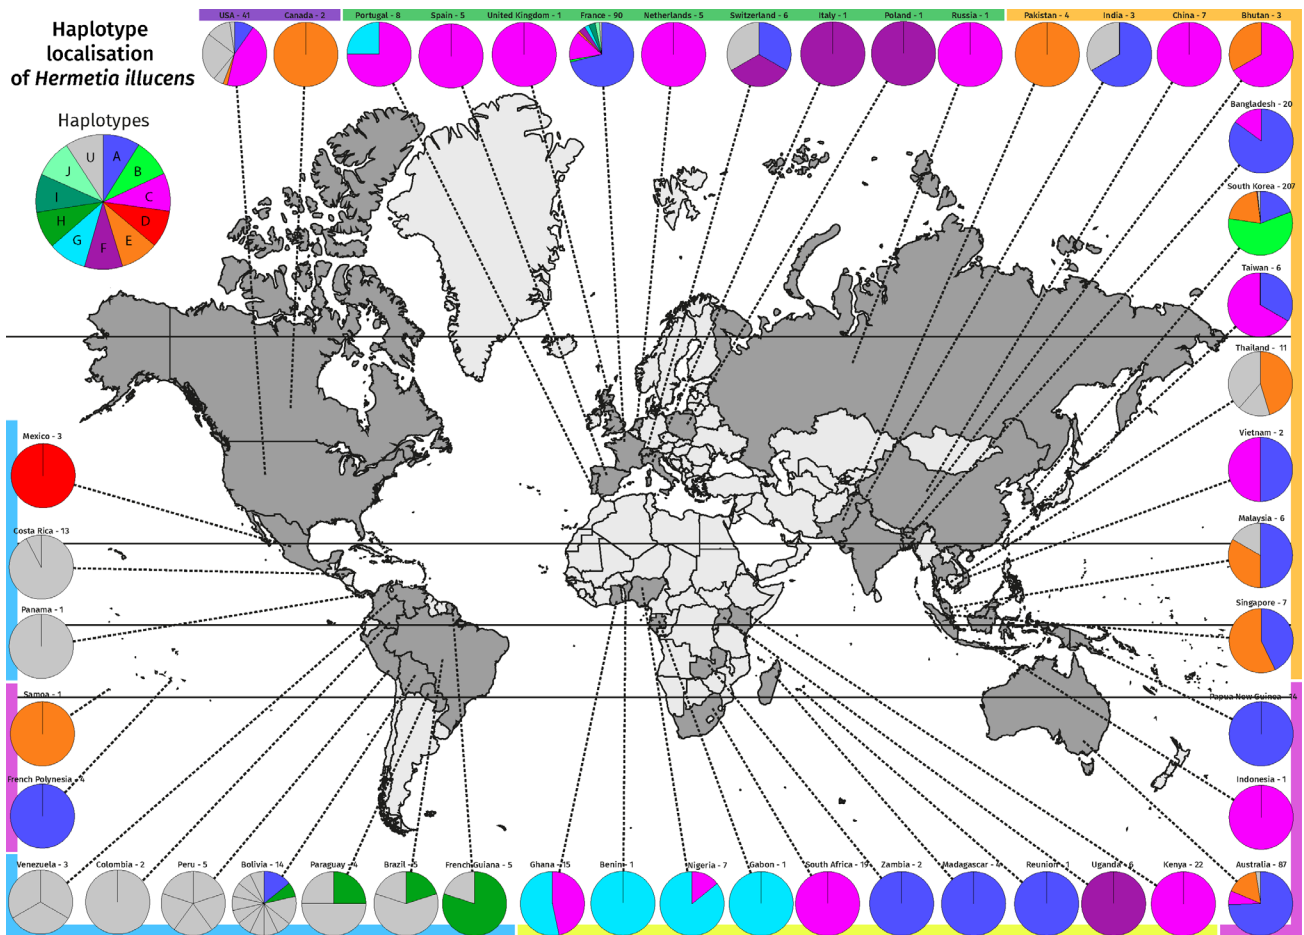 Haplotype
localisation
of Hermetia illucens
Haplotypes
U
A
J
B
I
C
H
D
G
F
E
USA - 41
Canada - 2
Portugal - 8
Spain - 5
United Kingdom - 1
France - 90
Netherlands - 5
Switzerland - 6
Italy - 1
Poland - 1
Russia - 1
Pakistan - 4
India - 3
China - 7
Bhutan - 3
Bangladesh - 20
South Korea - 207
Taiwan - 6
Thailand - 11
Vietnam - 2
Malaysia - 6
Singapore - 7
Papua New Guinea - 14
Indonesia - 1
Australia - 87
Mexico - 3
Costa Rica - 13
Panama - 1
Samoa - 1
French Polynesia - 4
Venezuela - 3
Colombia - 2
Peru - 5
Bolivia - 14
Paraguay - 4
Brazil - 5
French Guiana - 5
Ghana - 15
Benin - 1
Nigeria - 7
Gabon - 1
South Africa - 19
Zambia - 2
Madagascar - 4
Reunion - 1
Uganda - 6
Kenya - 22